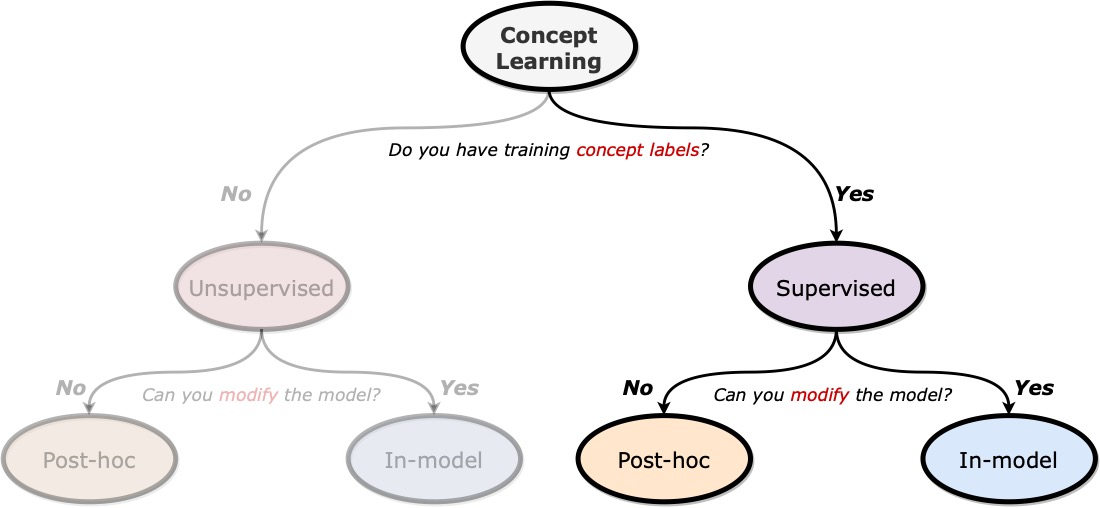 Concept
Learning
Do you have training concept labels?
No
Yes
Unsupervised
Supervised
No
Can you modify the model?
Yes
No
Can you modify the model?
Yes
Post-hoc
In-model
Post-hoc
In-model